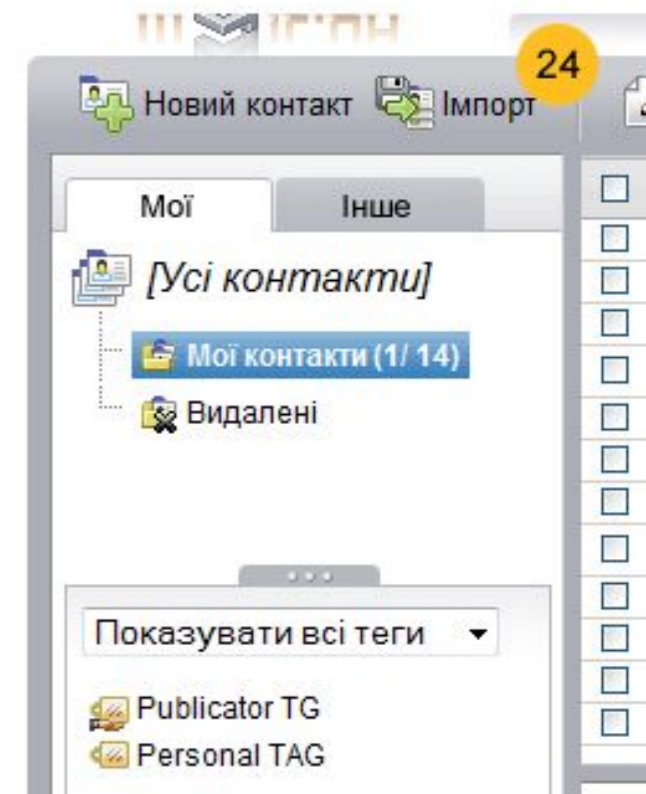 24
Новий контакт Імпорт
Мої Інше
[Усі контакти]
Мої контакти (1/ 14)
Видалені
Показувати всі теги
Publicator TG
Personal TAG